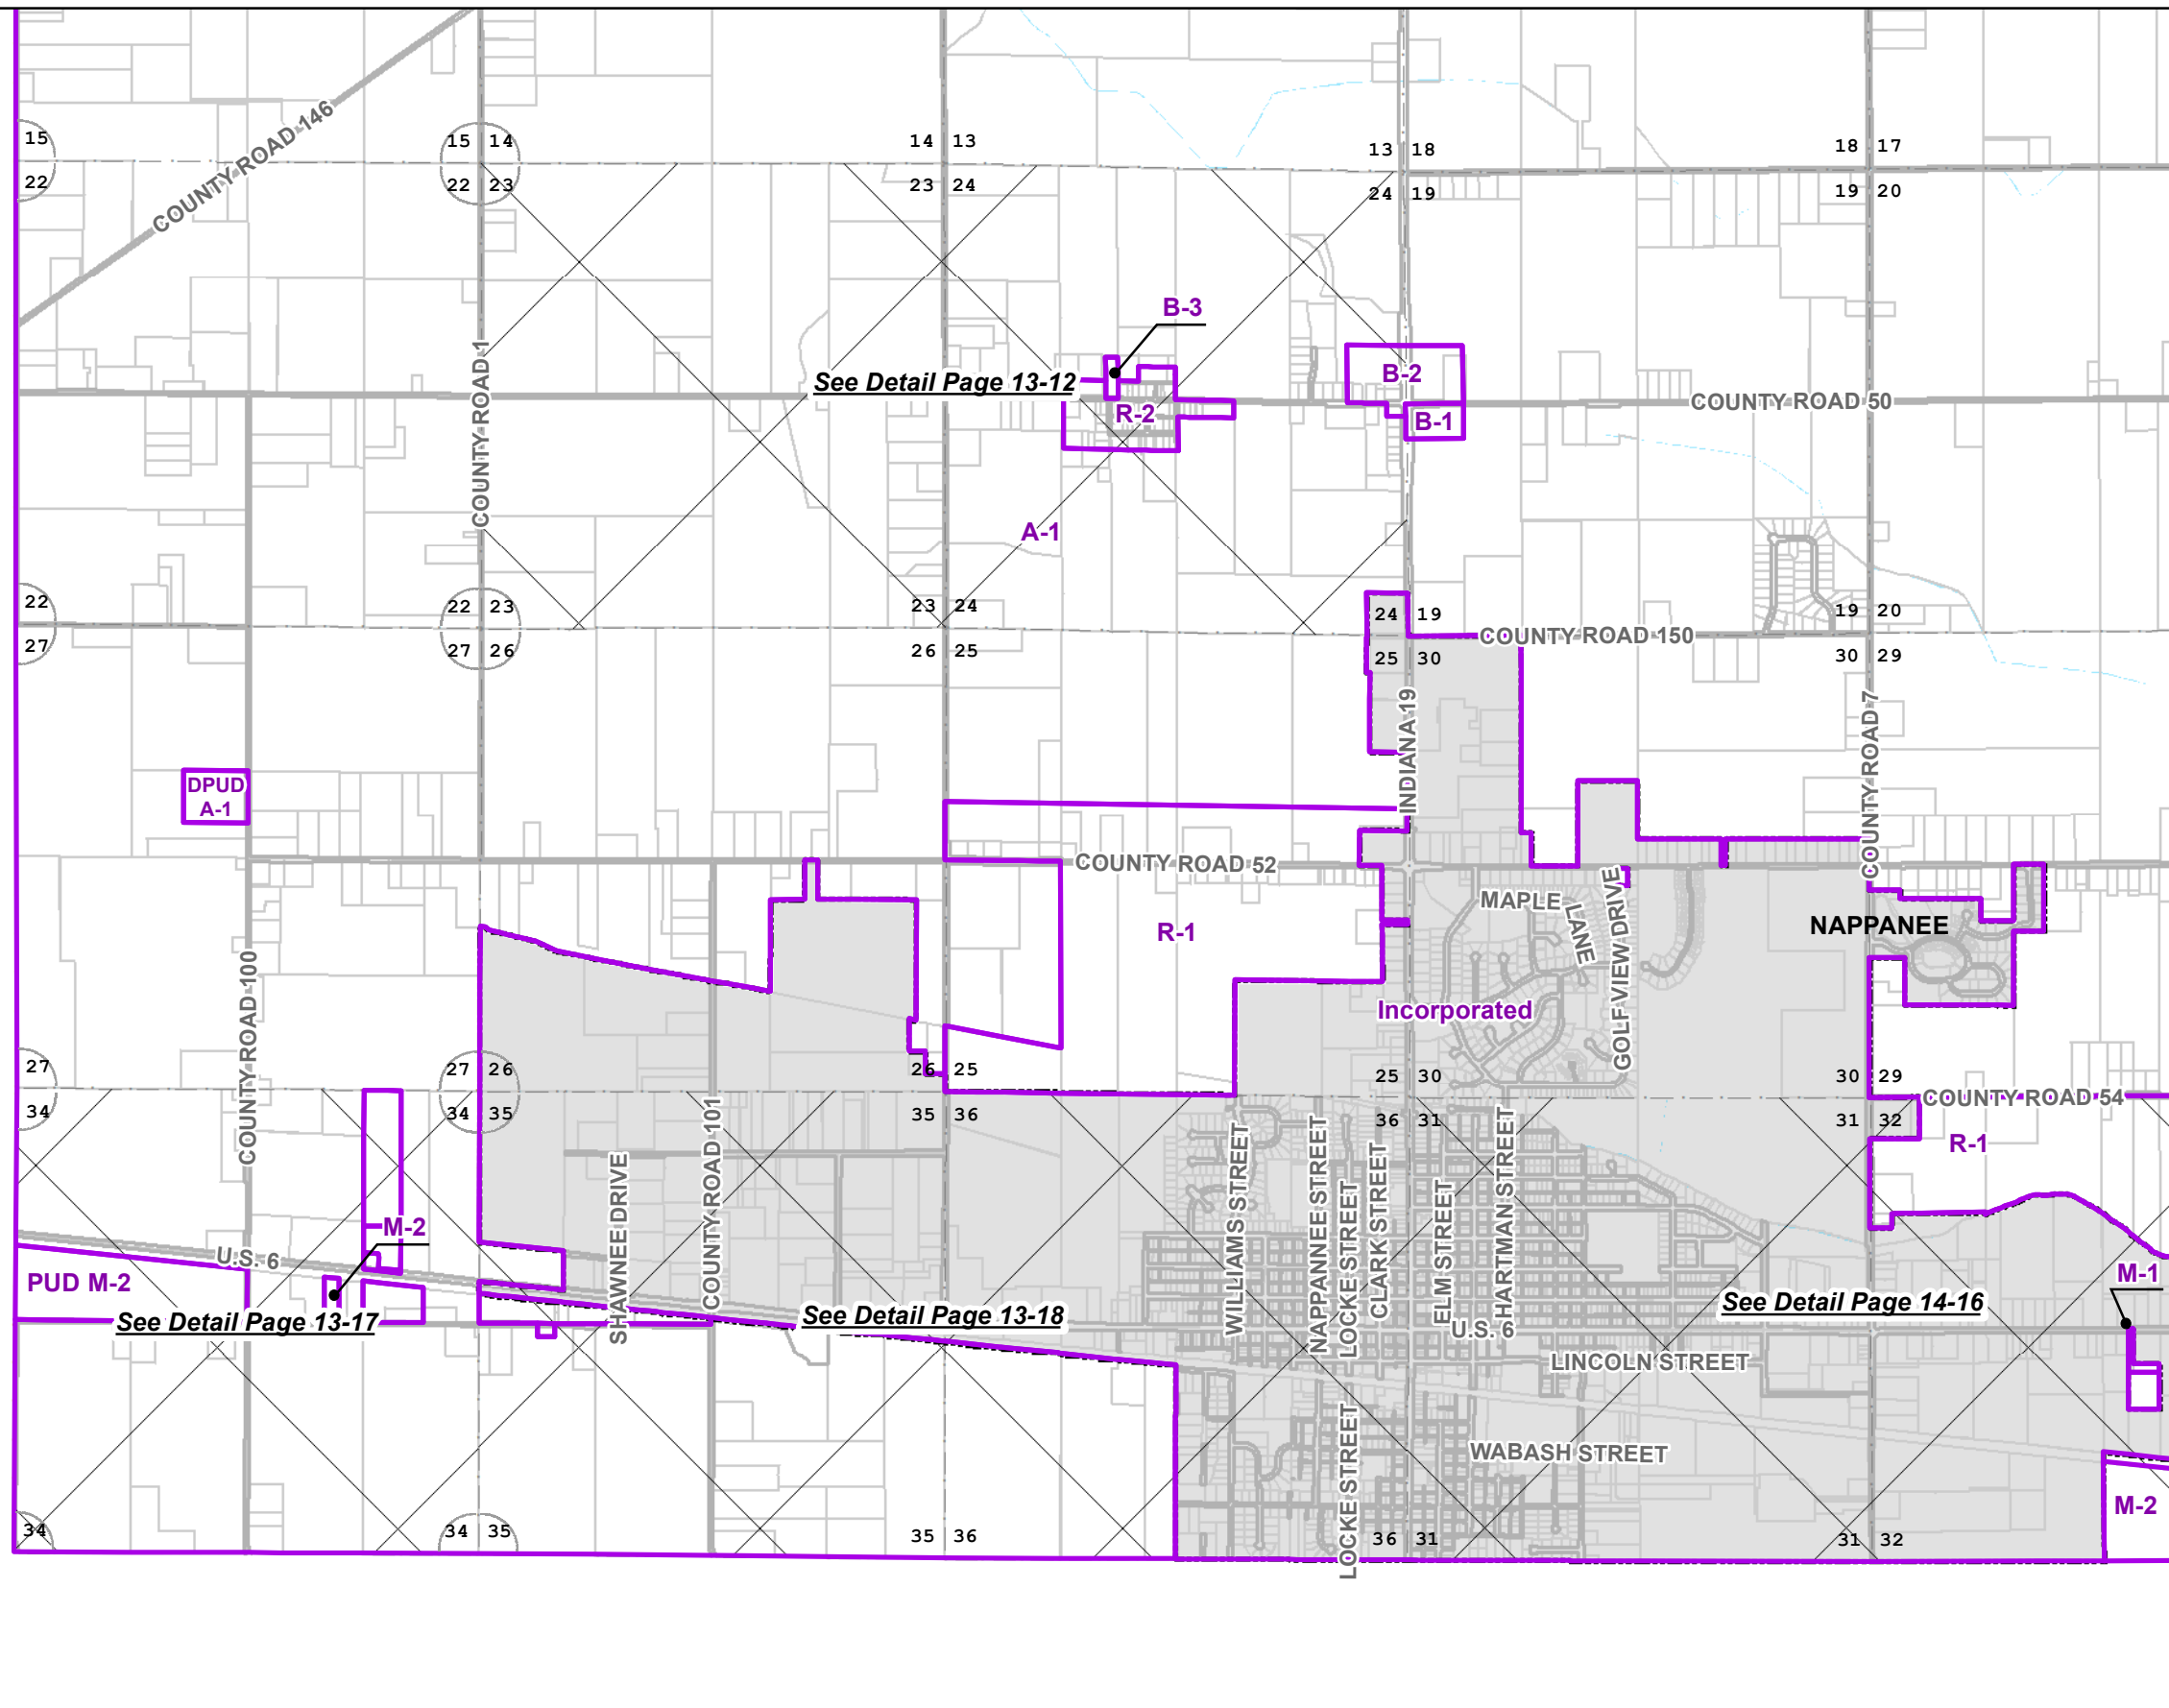 COUNTY ROAD 146
15
22
15 14
22 23
14 13
23 24
13 18
24 19
18 17
19 20
COUNTY ROAD 1
B-3
See Detail Page 13-12
R-2
B-2
B-1
COUNTY ROAD 50
A-1
22
27
22 23
27 26
23 24
26 25
24 19
25 30
COUNTY ROAD 150
19 20
30 29
INDIANA 19
COUNTY ROAD 7
DPUD
A-1
COUNTY ROAD 52
MAPLE LANE
GOLFVIEW DRIVE
NAPPANEE
R-1
Incorporated
COUNTY ROAD 100
27
34
27 26
34 35
26 25
35 36
25 30
36 31
30 29
31 32
COUNTY ROAD 54
R-1
COUNTY ROAD 101
SHAWNEE DRIVE
WILLIAMS STREET
NAPPANEE STREET
LOCKE STREET
CLARK STREET
ELM STREET
HARTMAN STREET
M-2
U.S. 6
PUD M-2
See Detail Page 13-17
See Detail Page 13-18
U.S. 6
See Detail Page 14-16
M-1
LINCOLN STREET
LOCKE STREET
WABASH STREET
M-2
34
34 35
35 36
36 31
31 32